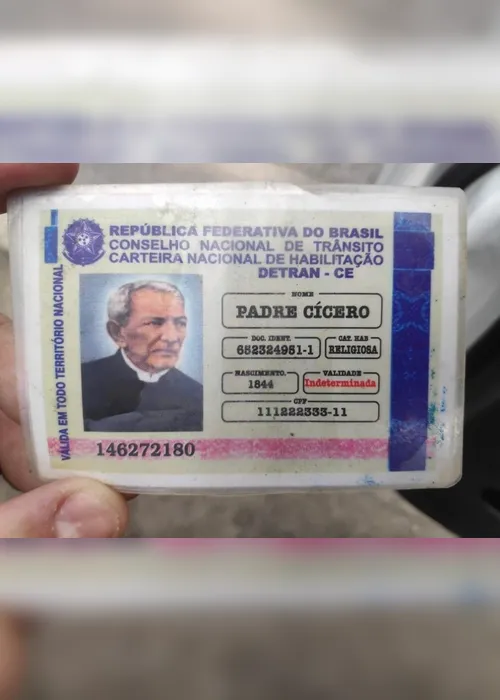 REPÚBLICA FEDERATIVA DO BRASIL
CONSELHO NACIONAL DE TRÂNSITO
CARTEIRA NACIONAL DE HABILITAÇÃO
DETRAN - CE
VÁLIDA EM TODO TERRITÓRIO NACIONAL
NOME
PADRE CÍCERO
DOC. IDENT. CAT. HAB
652324951-1 RELIGIOSA
NASCIMENTO. VALIDADE
1844 Indeterminada
CPF
111222333-11
146272180